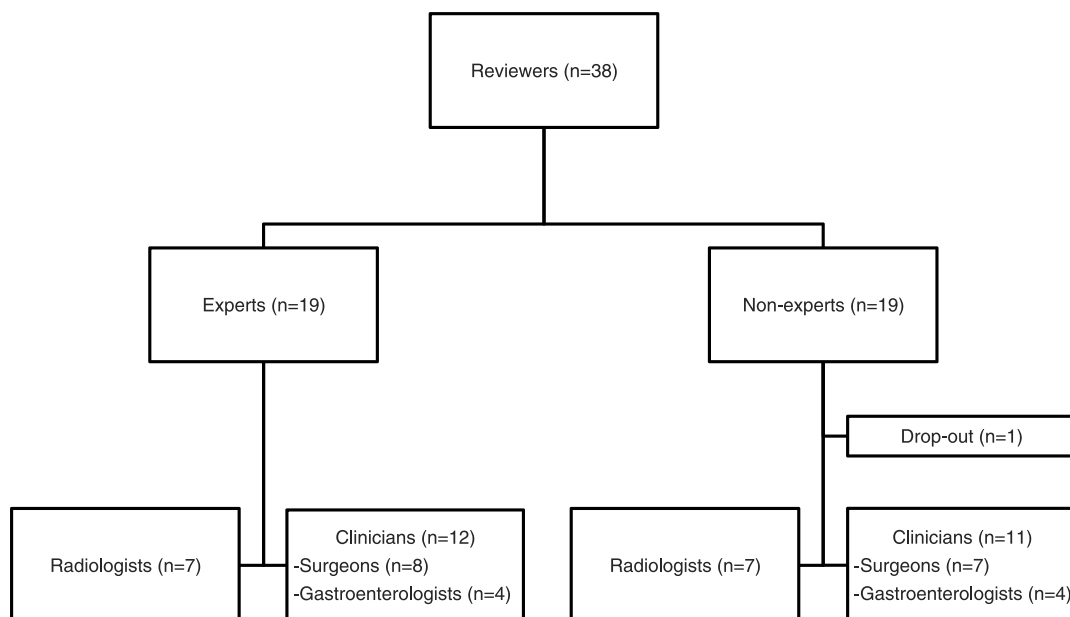 Reviewers (n=38)
Experts (n=19)
Non-experts (n=19)
Drop-out (n=1)
Radiologists (n=7)
Clinicians (n=12)
-Surgeons (n=8)
-Gastroenterologists (n=4)
Radiologists (n=7)
Clinicians (n=11)
-Surgeons (n=7)
-Gastroenterologists (n=4)